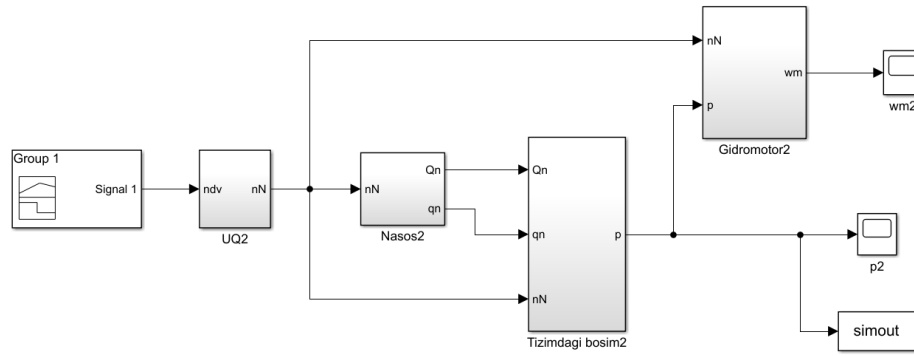 Group 1
Signal 1
ndv
nN
UQ2
nN
Qn
qn
Nasos2
Qn
qn
nN
p
Tizimdagi bosim2
nN
p
wm
Gidromotor2
wm2
p2
simout